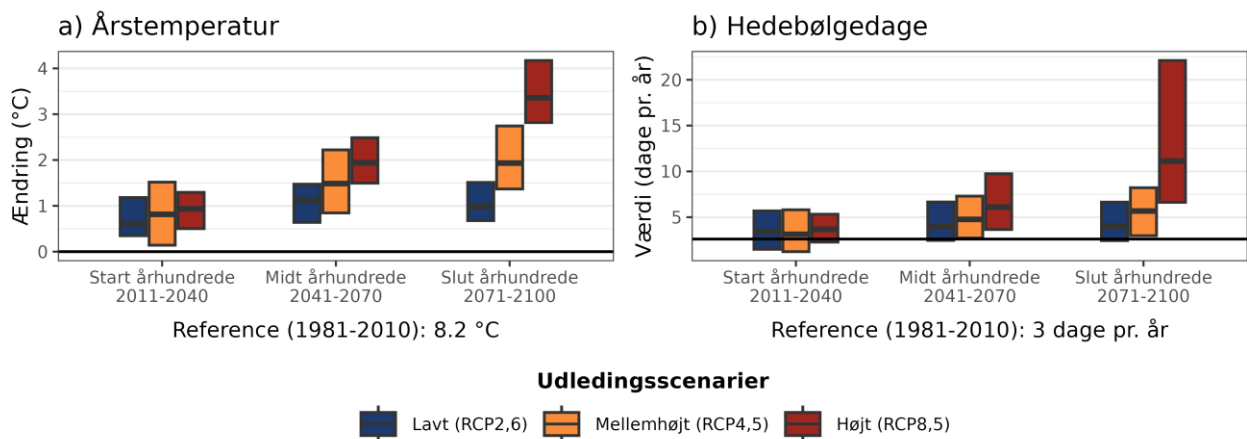 a) Årstemperatur
Ændring (°C)
4
3
2
1
0
Start århundrede
2011-2040
Midt århundrede
2041-2070
Slut århundrede
2071-2100
Reference (1981-2010): 8.2 °C
b) Hedebølgedage
Værdi (dage pr. år)
20
15
10
5
Start århundrede
2011-2040
Midt århundrede
2041-2070
Slut århundrede
2071-2100
Reference (1981-2010): 3 dage pr. år
Udledingsscenarier
Lavt (RCP2,6)
Mellemhøjt (RCP4,5)
Højt (RCP8,5)